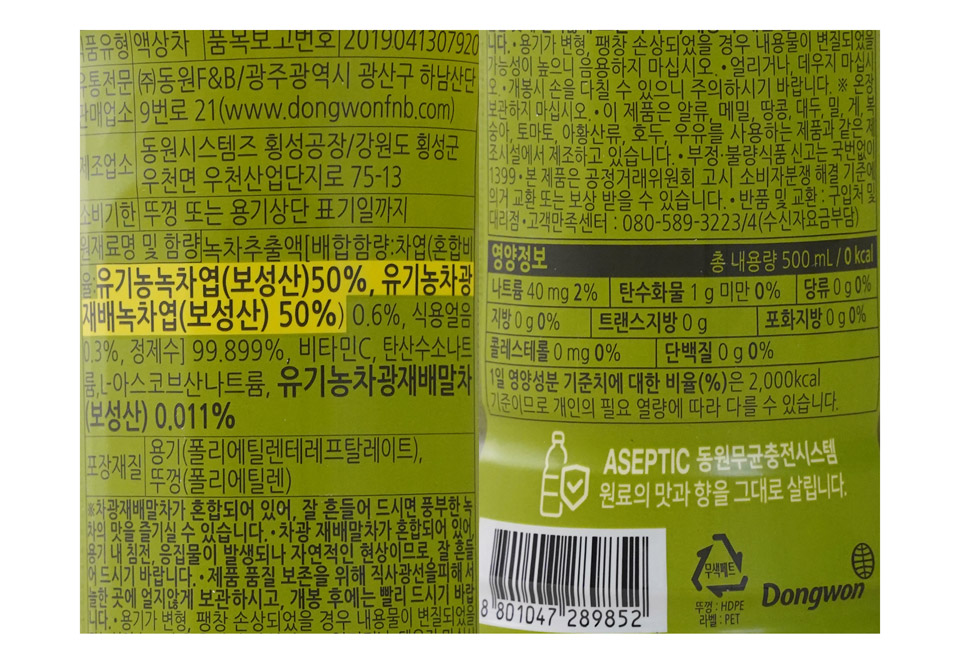 식품유형 액상차 품목보고번호 2019041307920
유통전문 ㈜동원F&B/광주광역시 광산구 하남산단
판매업소 9번로 21(www.dongwonfnb.com)
제조업소 동원시스템즈 횡성공장/강원도 횡성군
우천면 우천산업단지로 75-13
소비기한 뚜껑 또는 용기상단 표기일까지
원재료명 및 함량 녹차추출액[배합함량:차엽(혼합비
율:유기농녹차엽(보성산)50%, 유기농차광
재배녹차엽(보성산) 50%) 0.6%, 식용얼음
0.3%, 정제수] 99.899%, 비타민C, 탄산수소나트
륨, L-아스코브산나트륨, 유기농차광재배말차
(보성산) 0.011%
포장재질 용기(폴리에틸렌테레프탈레이트),
뚜껑(폴리에틸렌)
※차광재배말차가 혼합되어 있어, 잘 흔들어 드시면 풍부한 녹
차의 맛을 즐기실 수 있습니다. • 차광 재배말차가 혼합되어 있어,
용기 내 침전, 응집물이 발생되나 자연적인 현상이므로, 잘 흔들
어 드시기 바랍니다. • 제품 품질 보존을 위해 직사광선을피해 서
늘한 곳에 얼지않게 보관하시고, 개봉 후에는 빨리 드시기 바랍
니다. • 용기가 변형, 팽창 손상되었을 경우 내용물이 변질되었을
니다. • 용기가 변형, 팽창 손상되었을 경우 내용물이 변질되었을
가능성이 높으니 음용하지 마십시오. • 얼리거나, 데우지 마십시
오. • 개봉시 손을 다칠 수 있으니 주의하시기 바랍니다. ※ 온장
보관하지 마십시오. • 이 제품은 알류, 메밀, 땅콩, 대두, 밀, 게, 복
숭아, 토마토, 아황산류, 호두, 우유를 사용하는 제품과 같은 제
조시설에서 제조하고 있습니다. • 부정·불량식품 신고는 국번없이
1399 • 본 제품은 공정거래위원회 고시 소비자분쟁 해결 기준에
의거 교환 또는 보상 받을 수 있습니다. • 반품 및 교환 : 구입처 및
대리점 • 고객만족센터 : 080-589-3223/4(수신자요금부담)
영양정보 총 내용량 500 mL / 0 kcal
나트륨 40 mg 2% 탄수화물 1 g 미만 0% 당류 0 g 0%
지방 0 g 0% 트랜스지방 0 g 포화지방 0 g 0%
콜레스테롤 0 mg 0% 단백질 0 g 0%
1일 영양성분 기준치에 대한 비율(%)은 2,000kcal
기준이므로 개인의 필요 열량에 따라 다를 수 있습니다.
ASEPTIC 동원무균충전시스템
원료의 맛과 향을 그대로 살립니다.
8 801047 289852
무색페트
뚜껑 : HDPE
라벨 : PET
Dongwon